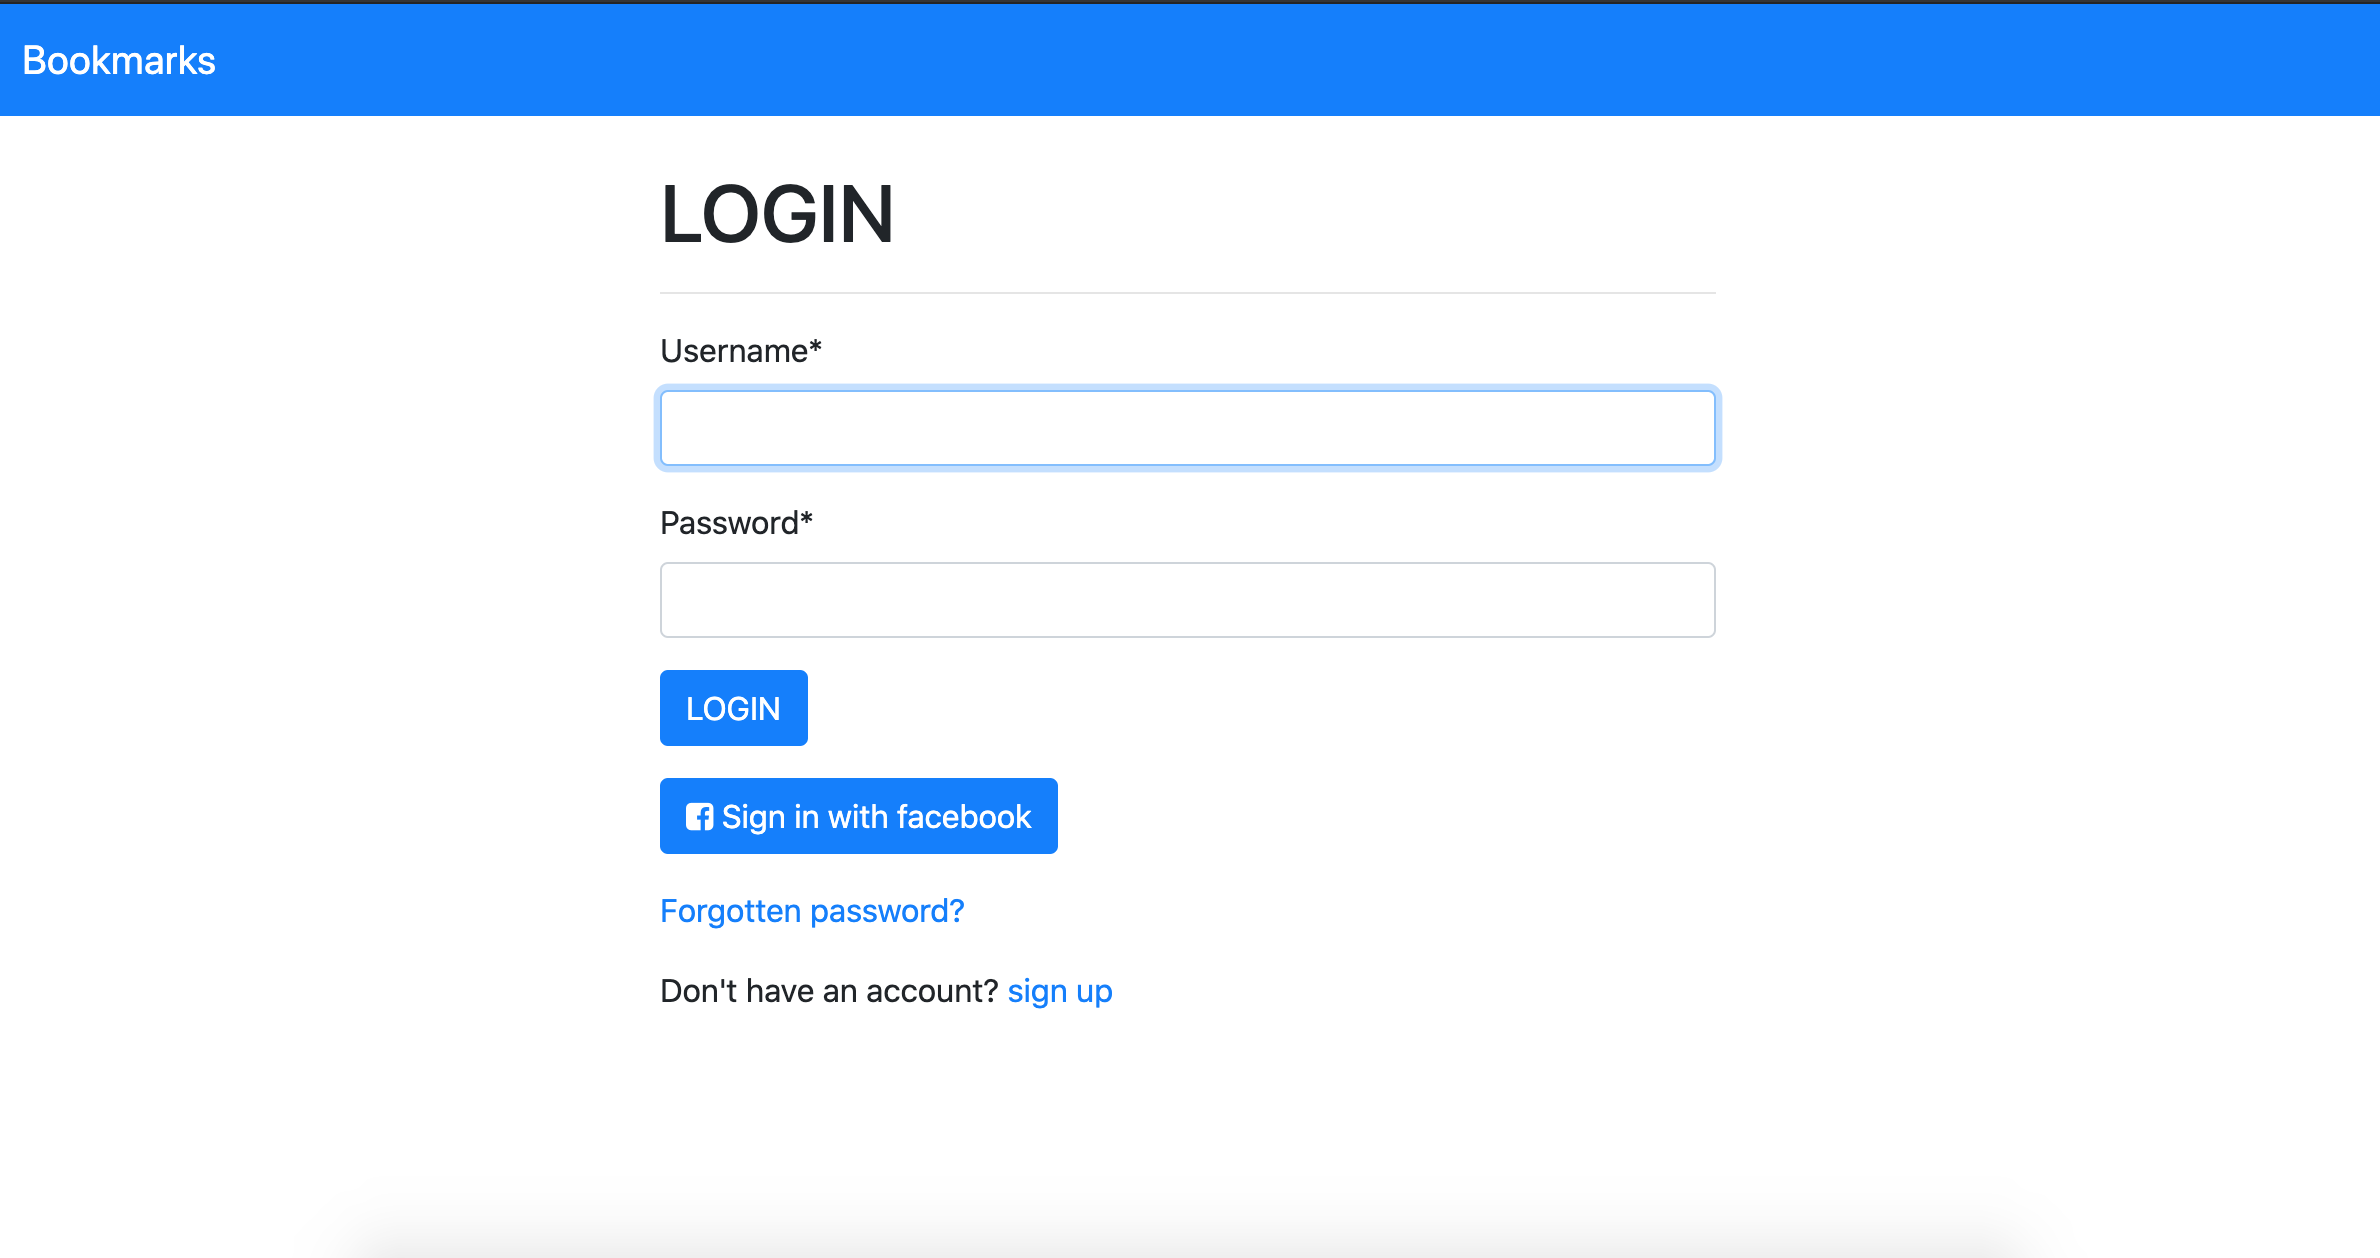 Bookmarks
LOGIN
Username*
Password*
LOGIN
Sign in with facebook
Forgotten password?
Don't have an account? sign up